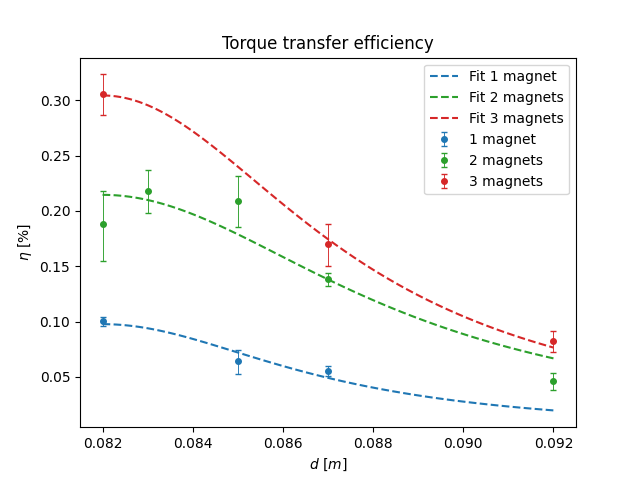 Torque transfer efficiency
η [%]
0.30
0.25
0.20
0.15
0.10
0.05
Fit 1 magnet
Fit 2 magnets
Fit 3 magnets
1 magnet
2 magnets
3 magnets
0.082 0.084 0.086 0.088 0.090 0.092
d [m]